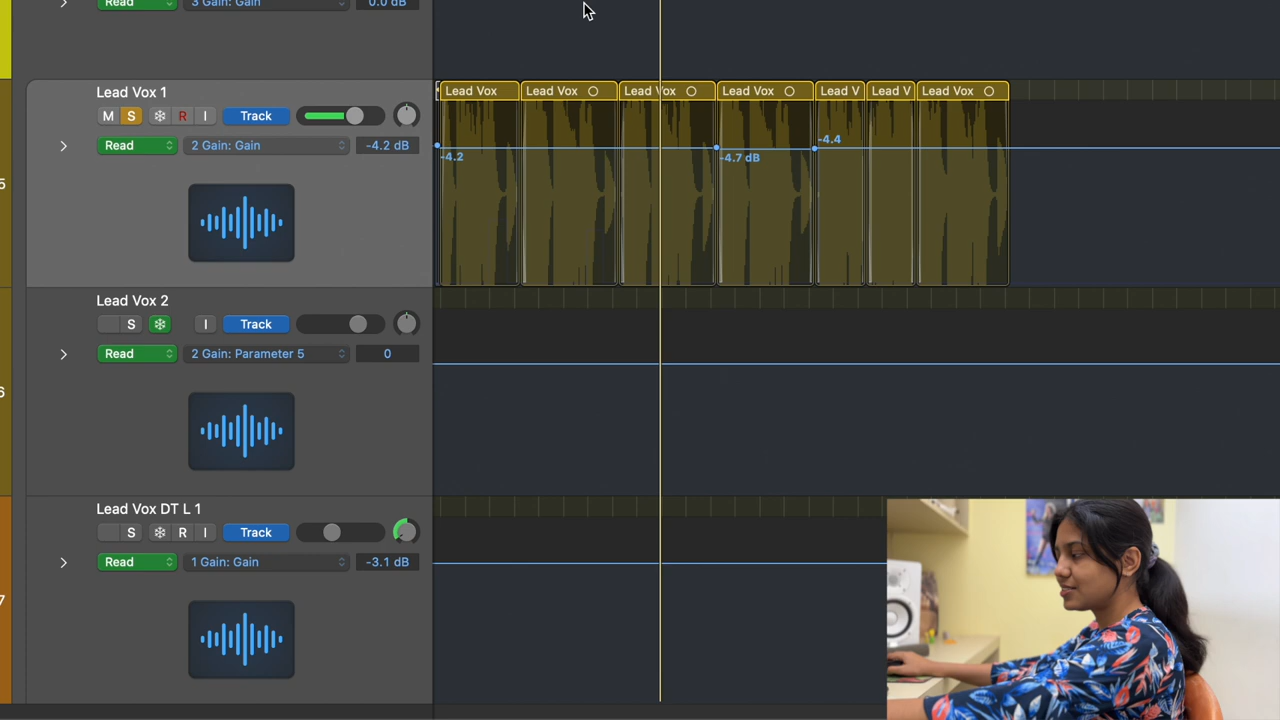 Read 3 Gain: Gain 0.0 dB
Lead Vox 1
M S R I Track
Read 2 Gain: Gain -4.2 dB
5
Lead Vox Lead Vox Lead Vox Lead Vox Lead V Lead V Lead Vox
-4.2 -4.7 dB -4.4
Lead Vox 2
S I Track
Read 2 Gain: Parameter 5 0
6
Lead Vox DT L 1
S R I Track
Read 1 Gain: Gain -3.1 dB
7